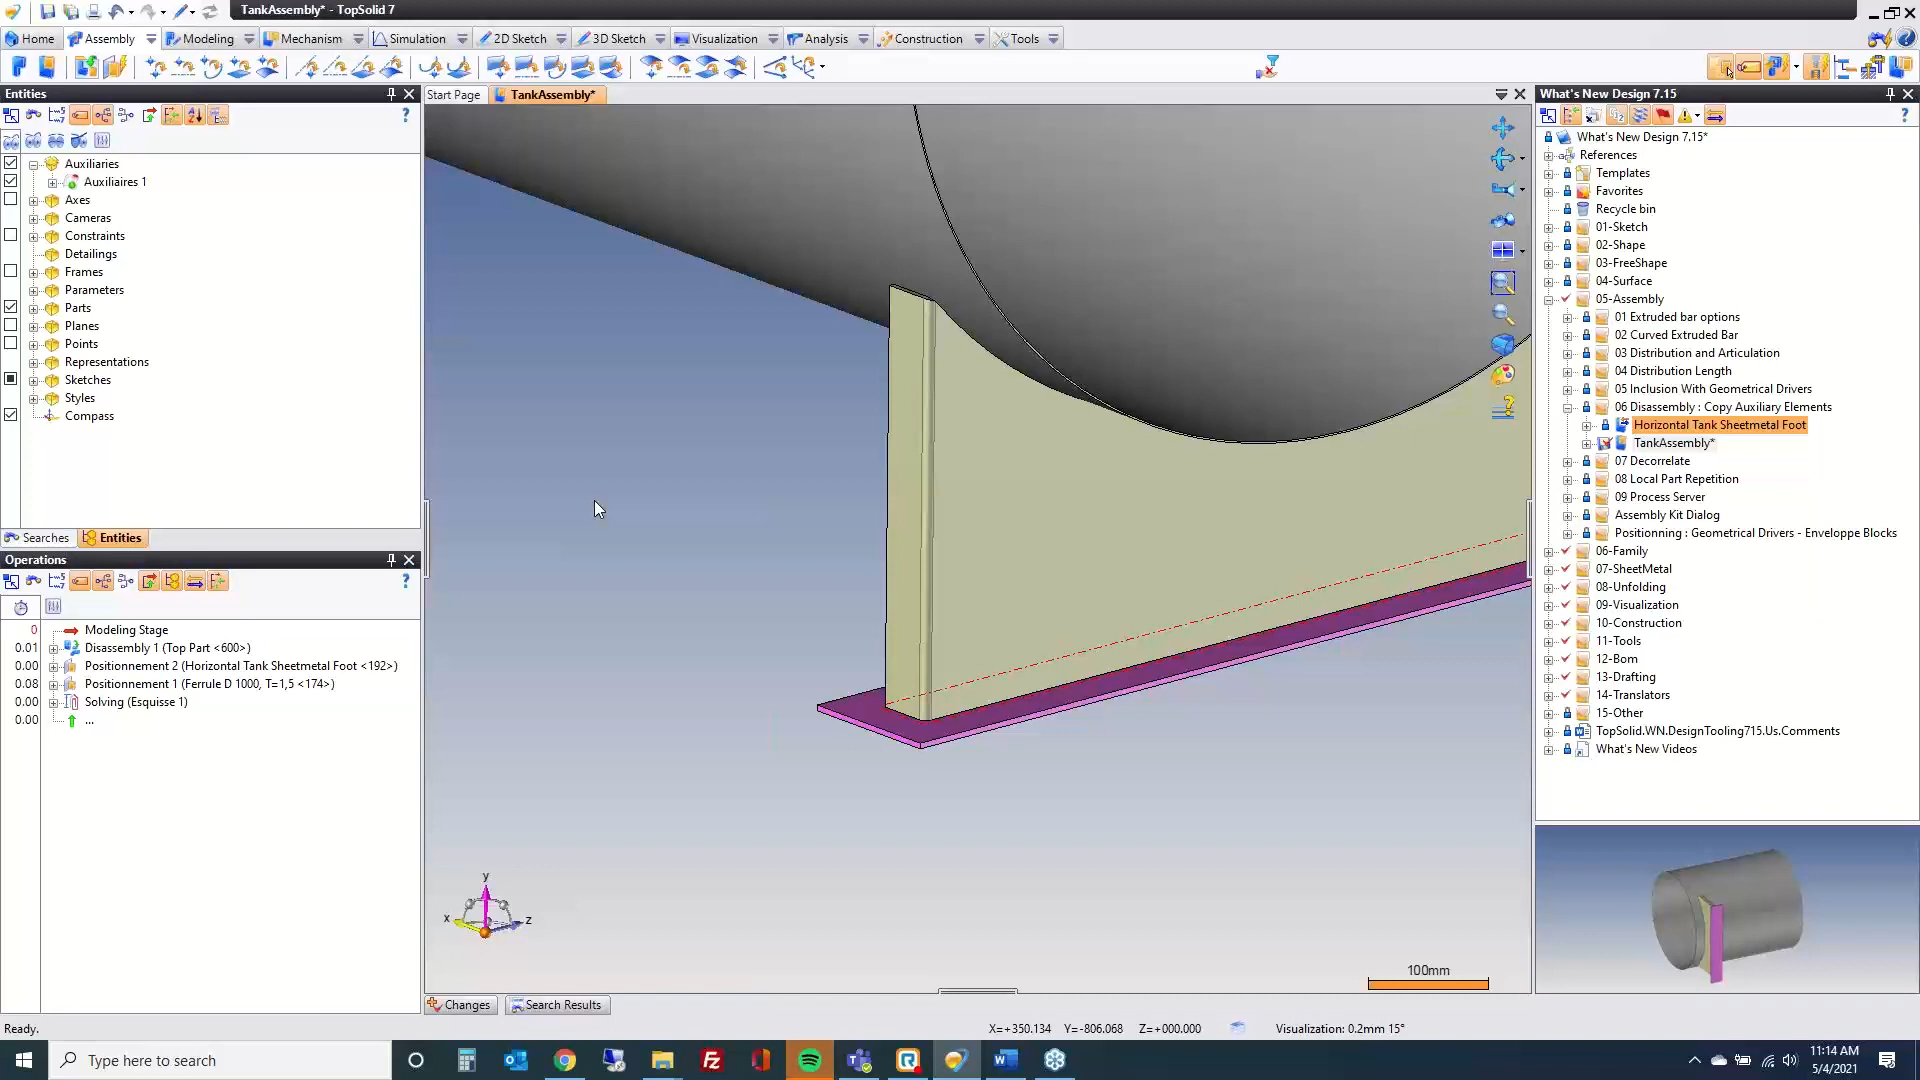 TankAssembly* - TopSolid 7
Home
Assembly
Modeling
Mechanism
Simulation
2D Sketch
3D Sketch
Visualization
Analysis
Construction
Tools
Entities
Auxiliaries
Auxiliaires 1
Axes
Cameras
Constraints
Detailings
Frames
Parameters
Parts
Planes
Points
Representations
Sketches
Styles
Compass
Searches
Entities
Operations
0 Modeling Stage
0.01 Disassembly 1 (Top Part <600>)
0.00 Positionnement 2 (Horizontal Tank Sheetmetal Foot <192>)
0.08 Positionnement 1 (Ferrule D 1000, T=1,5 <174>)
0.00 Solving (Esquisse 1)
0.00 ...
Start Page
TankAssembly*
y
x
z
100mm
Changes
Search Results
What's New Design 7.15
What's New Design 7.15*
References
Templates
Favorites
Recycle bin
01-Sketch
02-Shape
03-FreeShape
04-Surface
05-Assembly
01 Extruded bar options
02 Curved Extruded Bar
03 Distribution and Articulation
04 Distribution Length
05 Inclusion With Geometrical Drivers
06 Disassembly : Copy Auxiliary Elements
Horizontal Tank Sheetmetal Foot
TankAssembly*
07 Decorrelate
08 Local Part Repetition
09 Process Server
Assembly Kit Dialog
Positionning : Geometrical Drivers - Enveloppe Blocks
06-Family
07-SheetMetal
08-Unfolding
09-Visualization
10-Construction
11-Tools
12-Bom
13-Drafting
14-Translators
15-Other
TopSolid.WN.DesignTooling715.Us.Comments
What's New Videos
Ready.
X=+350.134 Y=-806.068 Z=+000.000
Visualization: 0.2mm 15°
Type here to search
11:14 AM
5/4/2021